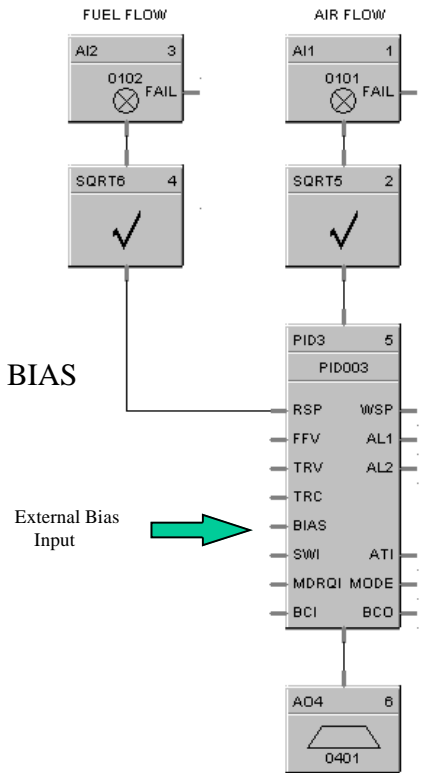 FUEL FLOW
AIR FLOW
AI2 3
0102
FAIL
AI1 1
0101
FAIL
SQRT6 4
√
SQRT5 2
√
PID3 5
PID003
BIAS
RSP WSP
FFV AL1
TRV AL2
TRC
External Bias
Input
BIAS
SWI ATI
MDRQI MODE
BCI BCO
AO4 6
0401